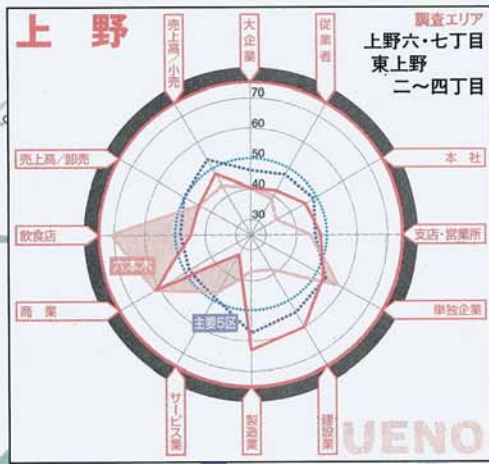 上野
調査エリア
上野六・七丁目
東上野
二〜四丁目
大企業
従業者
本社
支店・営業所
単独企業
建設業
製造業
サービス業
商業
飲食店
売上高/卸売
売上高/小売
70
60
50
40
30
主要5区
UENO